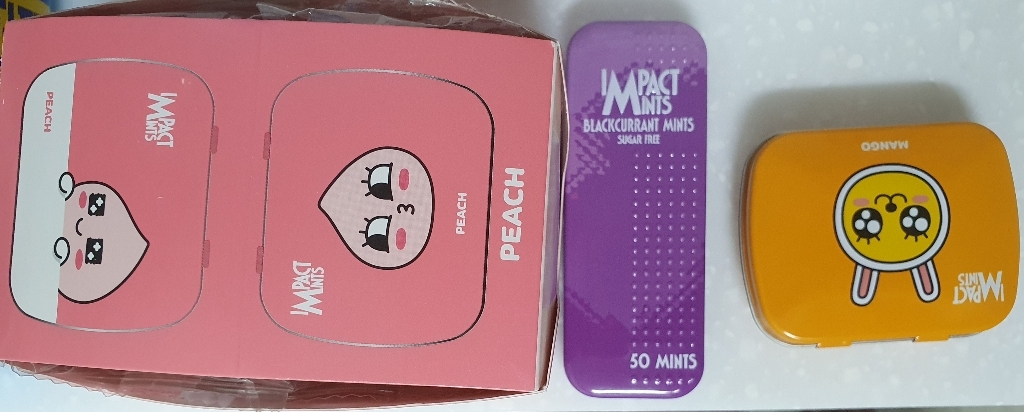 PEACH
IMPACT
MINTS
IMPACT
MINTS
PEACH
PEACH
IMPACT
MINTS
BLACKCURRANT MINTS
SUGAR FREE
50 MINTS
MANGO
IMPACT
MINTS